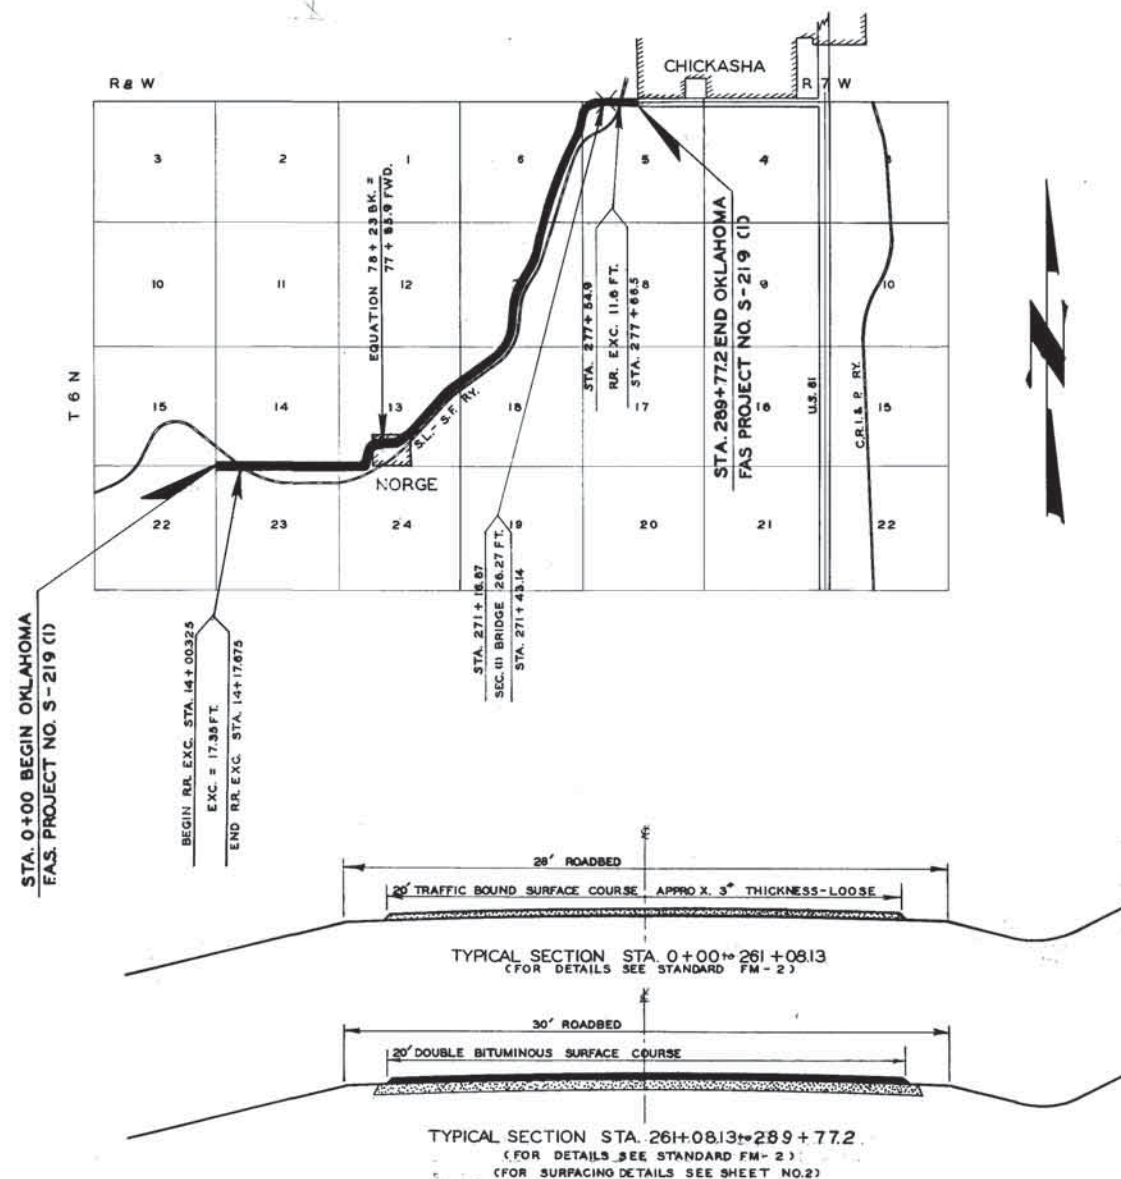 CHICKASHA
R 8 W
R 7 W
3 2 1 6 5 4 3
EQUATION 78 + 23 BK. =
77 + 85.9 FWD.
10 11 12 7 8 9 10
T 6 N
15 14 13 18 17 16 15
S.L.- S.F. RY.
U.S. 81
C.R.I. & P. RY.
STA. 277 + 54.9
R.R. EXC. 11.6 FT.
STA. 277 + 66.5
STA. 289+77.2 END OKLAHOMA
FAS PROJECT NO. S-219 (1)
NORGE
22 23 24 19 20 21 22
STA. 271 + 16.87
SEC.(1) BRIDGE 26.27 FT.
STA. 271 + 43.14
STA. 0+00 BEGIN OKLAHOMA
F.A.S. PROJECT NO. S-219 (1)
BEGIN R.R. EXC. STA. 14+00.325
EXC. = 17.35 FT.
END R.R. EXC. STA. 14+17.675
28' ROADBED
20' TRAFFIC BOUND SURFACE COURSE APPROX. 3" THICKNESS-LOOSE
TYPICAL SECTION STA. 0+00 to 261+08.13
(FOR DETAILS SEE STANDARD FM-2)
30' ROADBED
20' DOUBLE BITUMINOUS SURFACE COURSE
TYPICAL SECTION STA. 261+08.13 to 289+77.2
(FOR DETAILS SEE STANDARD FM-2)
(FOR SURFACING DETAILS SEE SHEET NO.2)